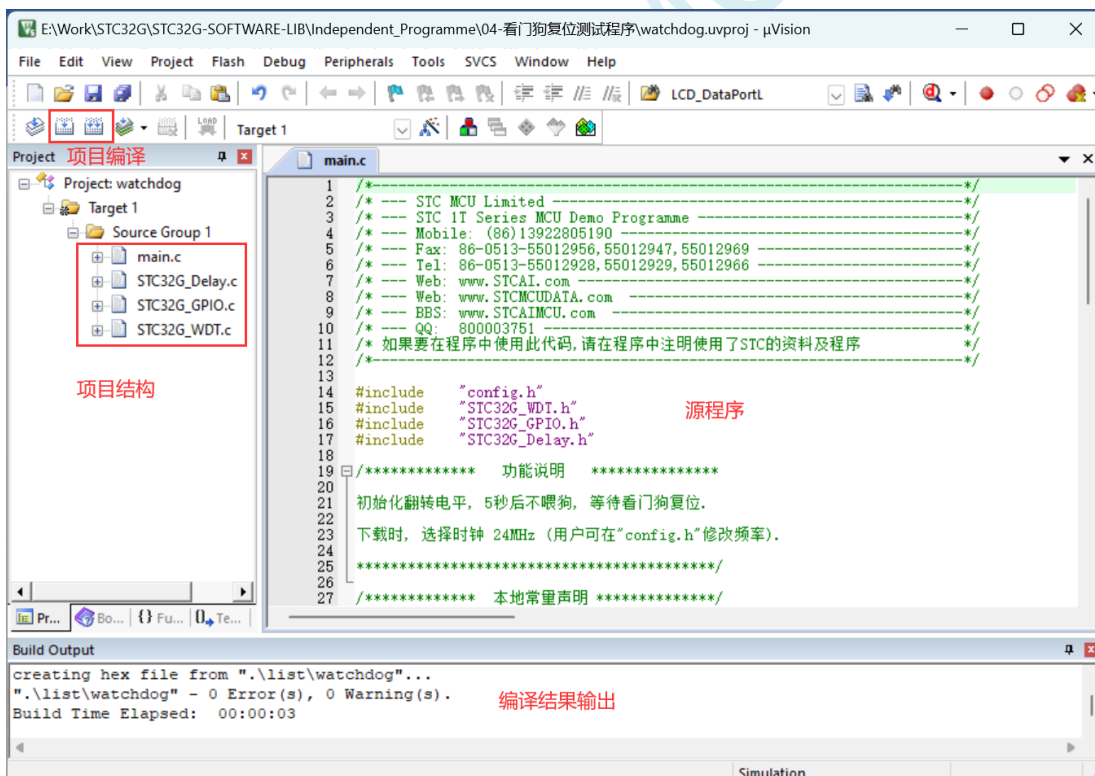 E:\Work\STC32G\STC32G-SOFTWARE-LIB\Independent_Programme\04-看门狗复位测试程序\watchdog.uvproj - µVision
File Edit View Project Flash Debug Peripherals Tools SVCS Window Help
LCD_DataPortL
LOAD Target 1
Project 项目编译
main.c
Project: watchdog
Target 1
Source Group 1
main.c
STC32G_Delay.c
STC32G_GPIO.c
STC32G_WDT.c
项目结构
1 /*---------------------------------------------------------------------*/
2 /* --- STC MCU Limited ------------------------------------------------*/
3 /* --- STC 1T Series MCU Demo Programme -------------------------------*/
4 /* --- Mobile: (86)13922805190 ----------------------------------------*/
5 /* --- Fax: 86-0513-55012956,55012947,55012969 ------------------------*/
6 /* --- Tel: 86-0513-55012928,55012929,55012966 ------------------------*/
7 /* --- Web: www.STCAI.com ---------------------------------------------*/
8 /* --- Web: www.STCMCUDATA.com ---------------------------------------*/
9 /* --- BBS: www.STCAIMCU.com -----------------------------------------*/
10 /* --- QQ: 800003751 -------------------------------------------------*/
11 /* 如果要在程序中使用此代码,请在程序中注明使用了STC的资料及程序 */
12 /*---------------------------------------------------------------------*/
13
14 #include "config.h"
15 #include "STC32G_WDT.h"
16 #include "STC32G_GPIO.h"
17 #include "STC32G_Delay.h"
源程序
18
19 /************* 功能说明 ***************
20
21 初始化翻转电平, 5秒后不喂狗, 等待看门狗复位.
22
23 下载时, 选择时钟 24MHz (用户可在"config.h"修改频率).
24
25 ******************************************/
26
27 /************* 本地常量声明 **************/
Pr... Bo... {} Fu... Te...
Build Output
creating hex file from ".\list\watchdog"...
".\list\watchdog" - 0 Error(s), 0 Warning(s).
Build Time Elapsed: 00:00:03
编译结果输出
Simulation